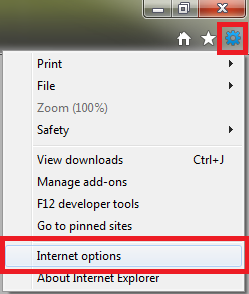 Print
File
Zoom (100%)
Safety
View downloads Ctrl+J
Manage add-ons
F12 developer tools
Go to pinned sites
Internet options
About Internet Explorer